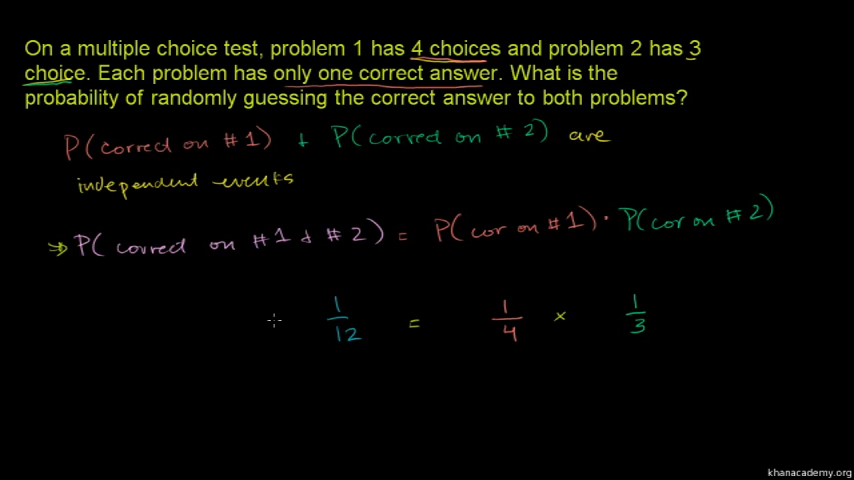 On a multiple choice test, problem 1 has 4 choices and problem 2 has 3
choice. Each problem has only one correct answer. What is the
probability of randomly guessing the correct answer to both problems?
P(correct on #1) + P(correct on #2) are
independent events
⇒ P(correct on #1 + #2) = P(cor on #1) · P(cor on #2)
1/12 = 1/4 × 1/3
khanacademy.org